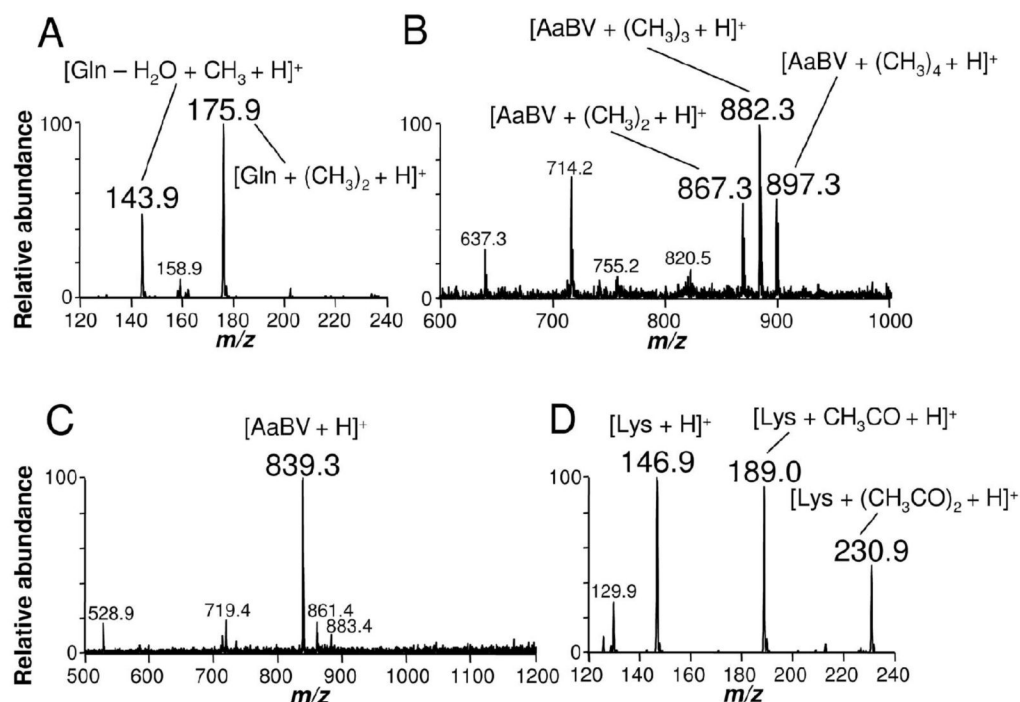 A
[Gln – H₂O + CH₃ + H]⁺
175.9
[Gln + (CH₃)₂ + H]⁺
143.9
158.9
100
0
Relative abundance
120 140 160 180 200 220 240
m/z
B
[AaBV + (CH₃)₃ + H]⁺
[AaBV + (CH₃)₄ + H]⁺
[AaBV + (CH₃)₂ + H]⁺
882.3
867.3
897.3
714.2
637.3
755.2
820.5
100
0
600 700 800 900 1000
m/z
C
[AaBV + H]⁺
839.3
528.9
719.4
861.4
883.4
100
0
Relative abundance
500 600 700 800 900 1000 1100 1200
m/z
D
[Lys + CH₃CO + H]⁺
[Lys + H]⁺
146.9
189.0
[Lys + (CH₃CO)₂ + H]⁺
230.9
129.9
100
0
120 140 160 180 200 220 240
m/z